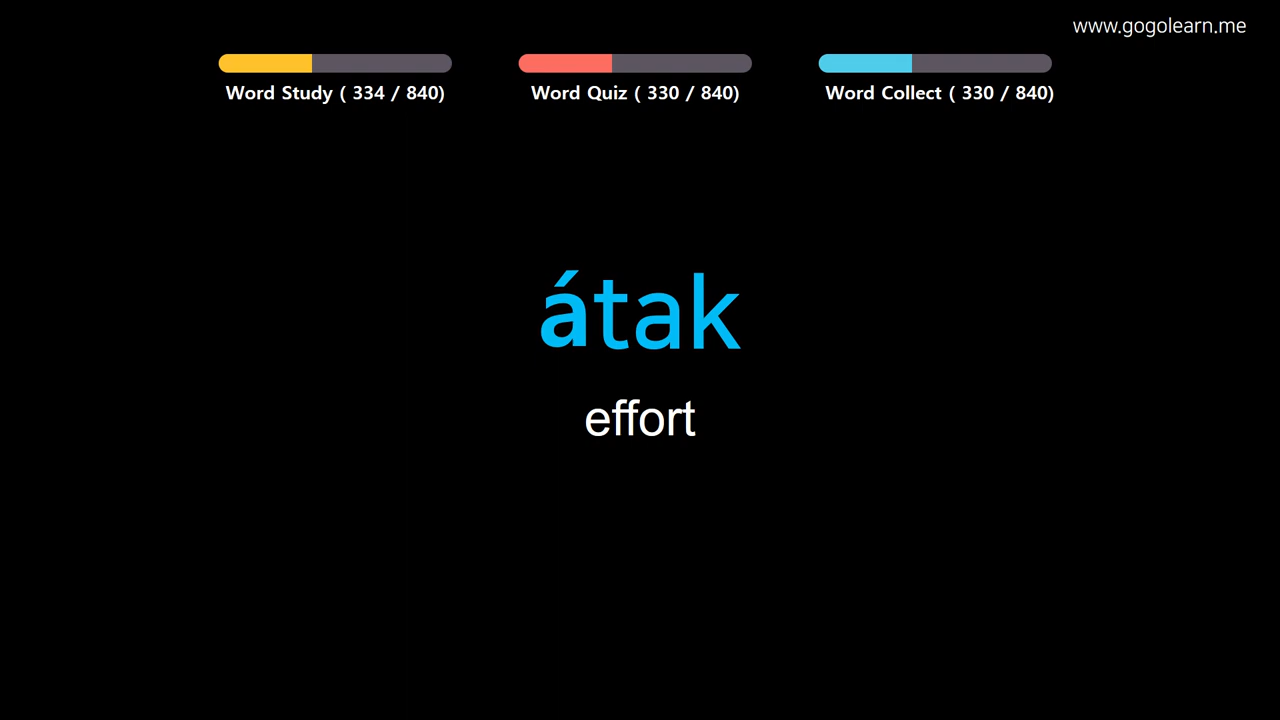 www.gogolearn.me
Word Study ( 334 / 840)
Word Quiz ( 330 / 840)
Word Collect ( 330 / 840)
átak
effort